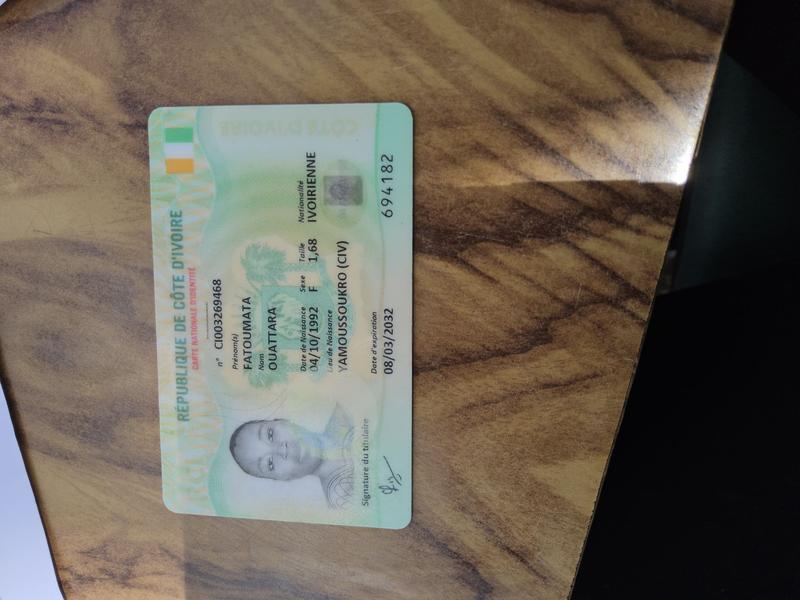 RÉPUBLIQUE DE CÔTE D'IVOIRE
CARTE NATIONALE D'IDENTITÉ
CÔTE D'IVOIRE
n° CI003269468
Prénom(s)
FATOUMATA
Nom
OUATTARA
Date de Naissance Sexe Taille Nationalité
04/10/1992 F 1,68 IVOIRIENNE
Lieu de Naissance
YAMOUSSOUKRO (CIV)
Signature du titulaire
Date d'expiration
08/03/2032
694182